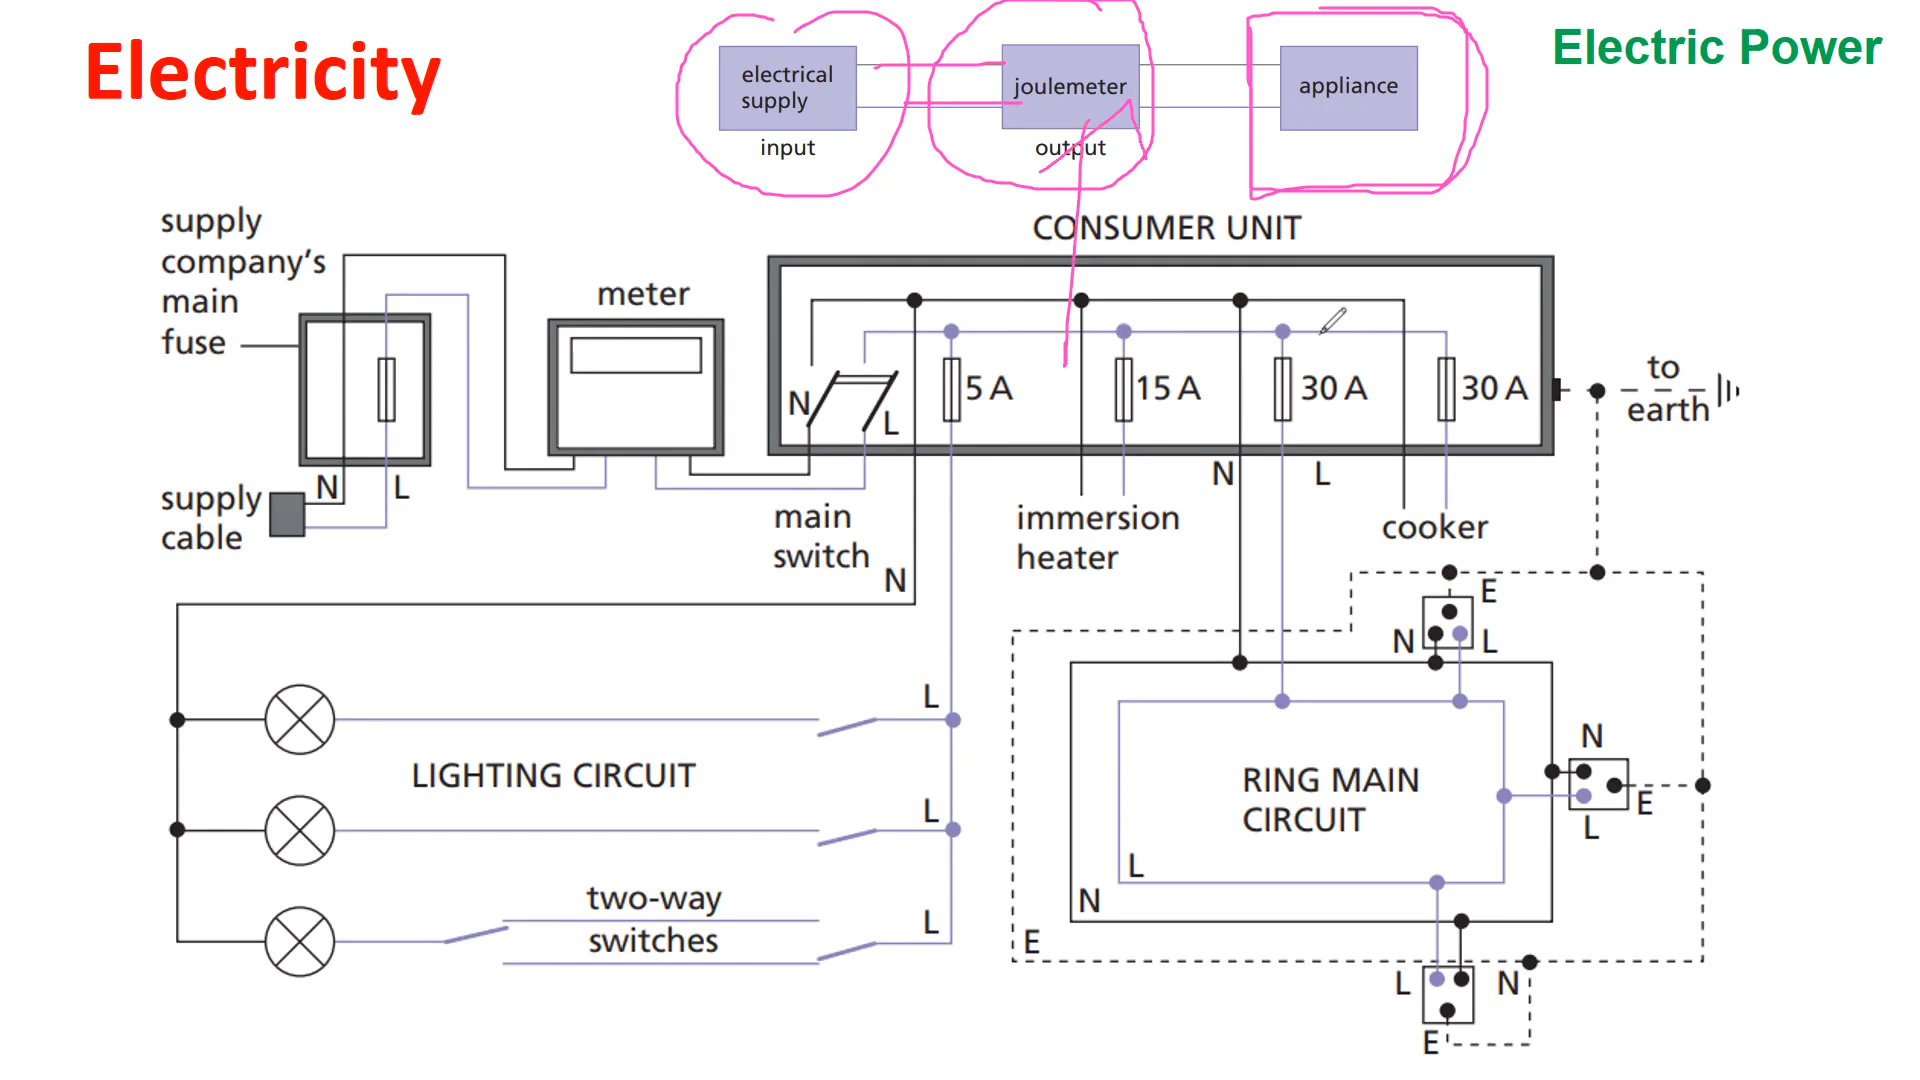 Electricity
electrical
supply
input
joulemeter
output
appliance
Electric Power
supply
company's
main
fuse
meter
CONSUMER UNIT
N
L
5 A
15 A
30 A
30 A
to
earth
N
L
supply
cable
main
switch
N
immersion
heater
N
L
cooker
E
N
L
L
LIGHTING CIRCUIT
L
two-way
switches
L
RING MAIN
CIRCUIT
L
N
E
N
E
L
L
N
E